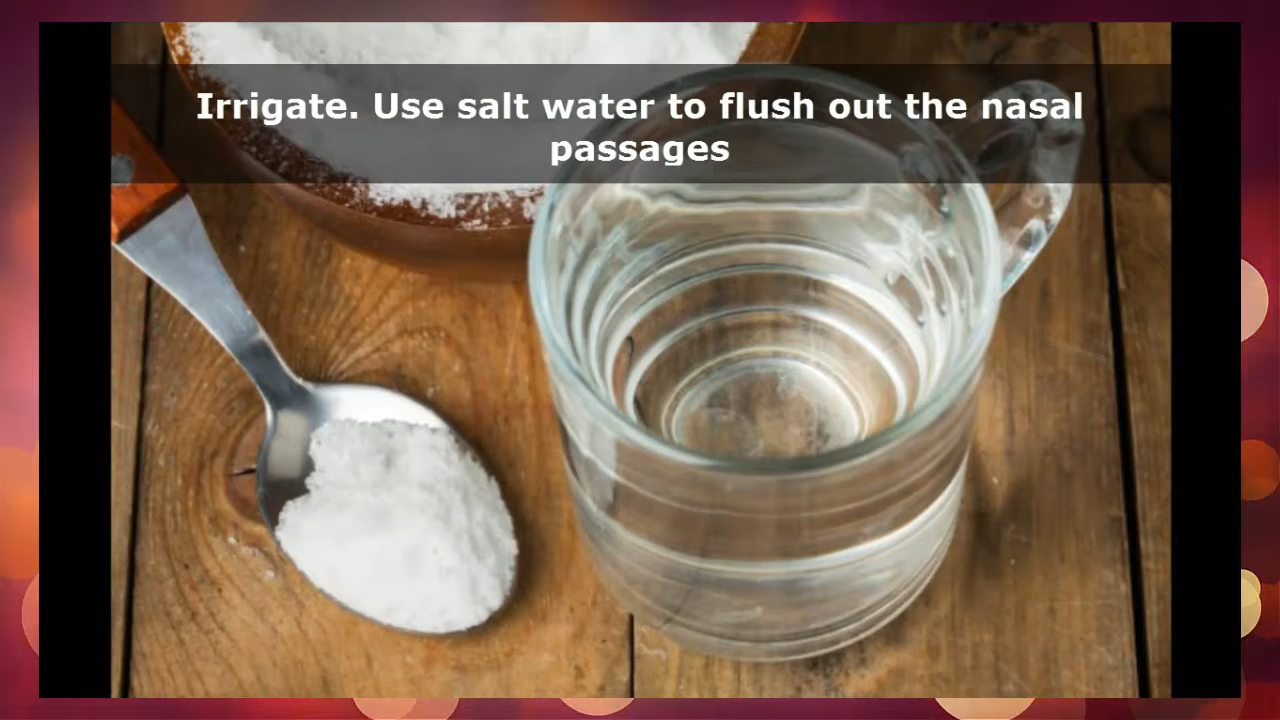 Irrigate. Use salt water to flush out the nasal
passages